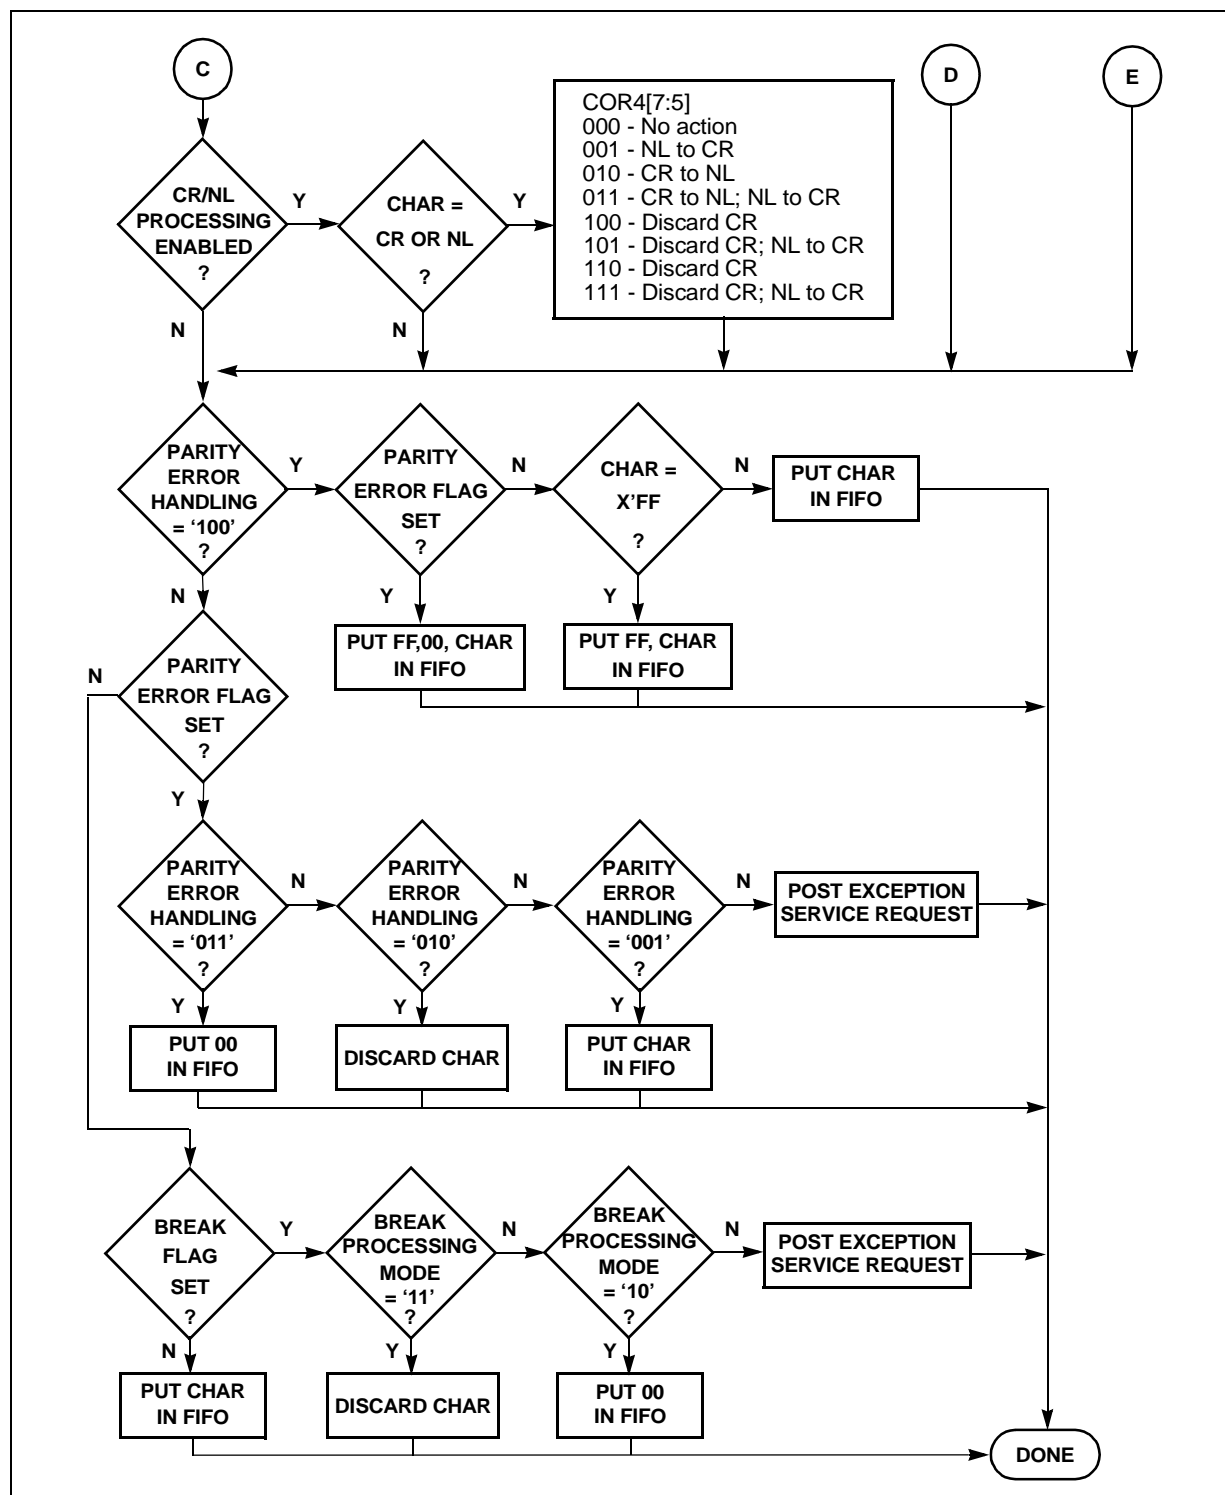 C
D
E
CR/NL
PROCESSING
ENABLED
?
Y
N
CHAR =
CR OR NL
?
Y
N
COR4[7:5]
000 - No action
001 - NL to CR
010 - CR to NL
011 - CR to NL; NL to CR
100 - Discard CR
101 - Discard CR; NL to CR
110 - Discard CR
111 - Discard CR; NL to CR
PARITY
ERROR
HANDLING
= ‘100’
?
Y
N
PARITY
ERROR FLAG
SET
?
N
Y
CHAR =
X’FF
?
N
Y
PUT CHAR
IN FIFO
PUT FF,00, CHAR
IN FIFO
PUT FF, CHAR
IN FIFO
N
PARITY
ERROR FLAG
SET
?
Y
PARITY
ERROR
HANDLING
= ‘011’
?
N
Y
PARITY
ERROR
HANDLING
= ‘010’
?
N
Y
PARITY
ERROR
HANDLING
= ‘001’
?
N
Y
POST EXCEPTION
SERVICE REQUEST
PUT 00
IN FIFO
DISCARD CHAR
PUT CHAR
IN FIFO
BREAK
FLAG
SET
?
Y
N
BREAK
PROCESSING
MODE
= ‘11’
?
N
Y
BREAK
PROCESSING
MODE
= ‘10’
?
N
Y
POST EXCEPTION
SERVICE REQUEST
PUT CHAR
IN FIFO
DISCARD CHAR
PUT 00
IN FIFO
DONE